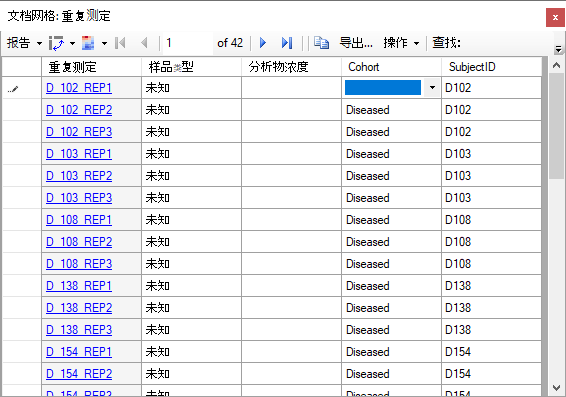 文档网格: 重复测定
报告 1 of 42 导出... 操作 查找:
重复测定 样品类型 分析物浓度 Cohort SubjectID
D_102_REP1 未知 D102
D_102_REP2 未知 Diseased D102
D_102_REP3 未知 Diseased D102
D_103_REP1 未知 Diseased D103
D_103_REP2 未知 Diseased D103
D_103_REP3 未知 Diseased D103
D_108_REP1 未知 Diseased D108
D_108_REP2 未知 Diseased D108
D_108_REP3 未知 Diseased D108
D_138_REP1 未知 Diseased D138
D_138_REP2 未知 Diseased D138
D_138_REP3 未知 Diseased D138
D_154_REP1 未知 Diseased D154
D_154_REP2 未知 Diseased D154
D_154_REP3 未知 Diseased D154